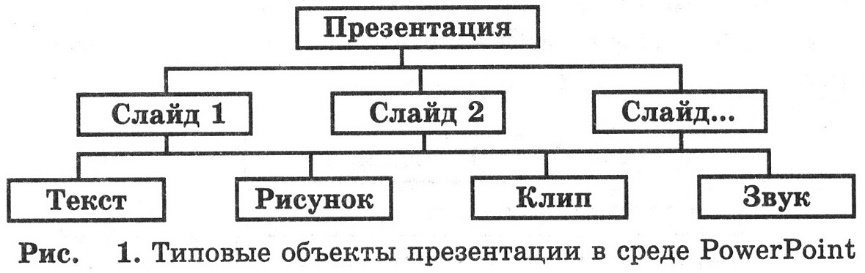 Презентация
Слайд 1 Слайд 2 Слайд...
Текст Рисунок Клип Звук
Рис. 1. Типовые объекты презентации в среде PowerPoint